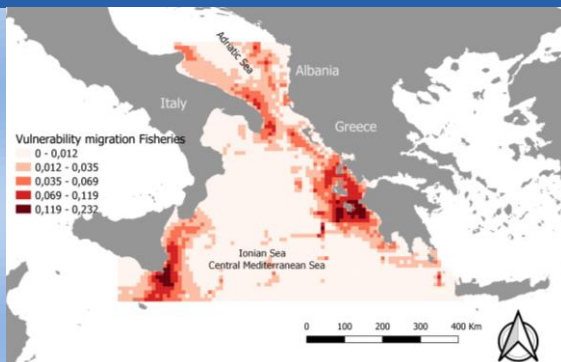 Adriatic Sea
Albania
Italy
Greece
Vulnerability migration Fisheries
0 - 0,012
0,012 - 0,035
0,035 - 0,069
0,069 - 0,119
0,119 - 0,232
Ionian Sea
Central Mediterranean Sea
0 100 200 300 400 Km